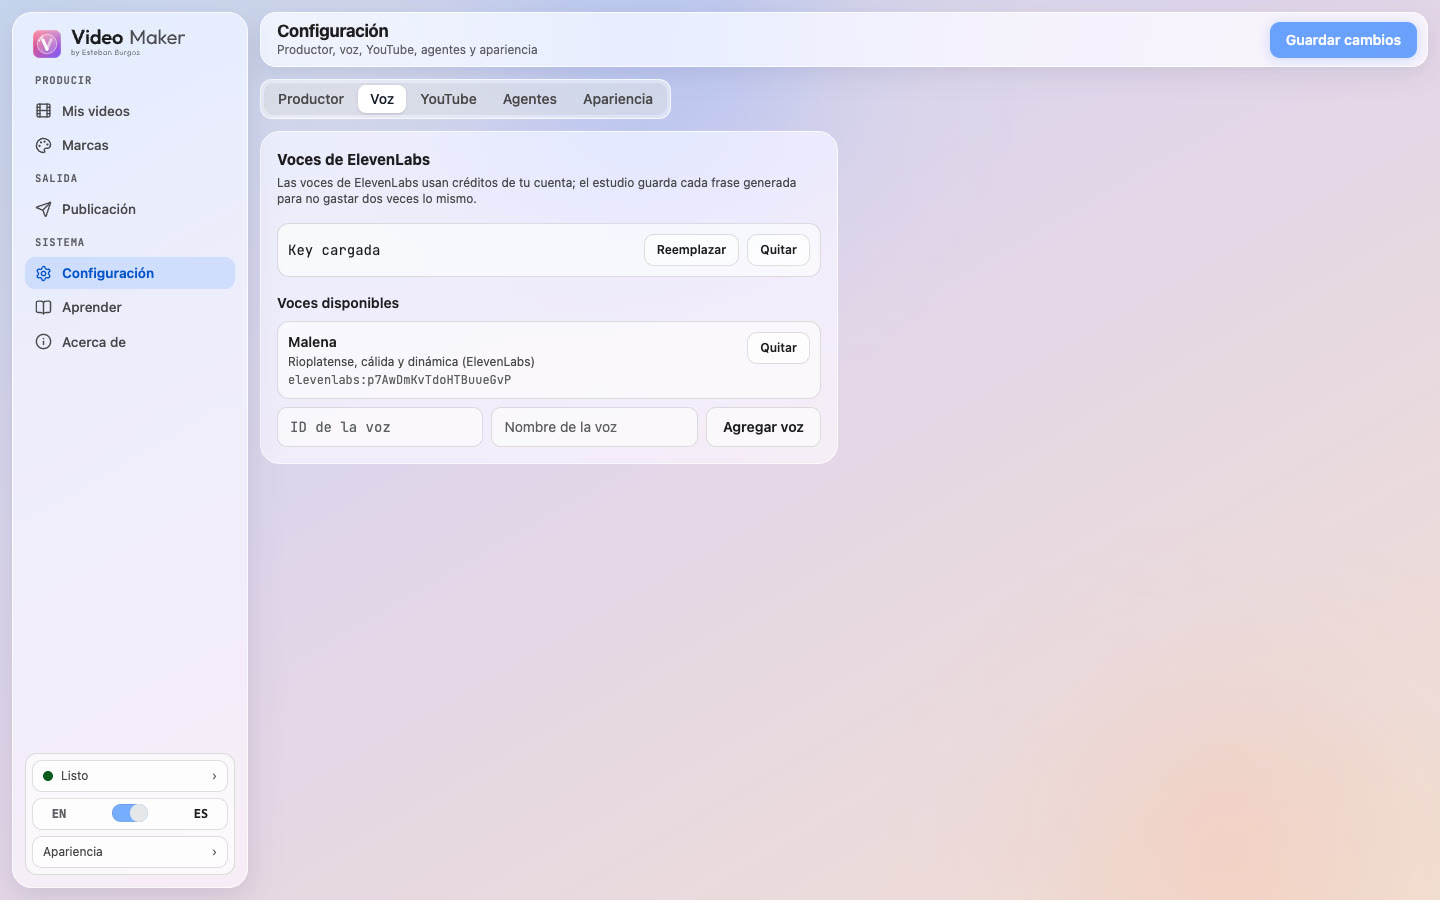 Video Maker
by Esteban Burgos
PRODUCIR
Mis videos
Marcas
SALIDA
Publicación
SISTEMA
Configuración
Aprender
Acerca de
Listo
EN
ES
Apariencia
Configuración
Productor, voz, YouTube, agentes y apariencia
Guardar cambios
Productor
Voz
YouTube
Agentes
Apariencia
Voces de ElevenLabs
Las voces de ElevenLabs usan créditos de tu cuenta; el estudio guarda cada frase generada
para no gastar dos veces lo mismo.
Key cargada
Reemplazar
Quitar
Voces disponibles
Malena
Rioplatense, cálida y dinámica (ElevenLabs)
elevenlabs:p7AwDmKvTdoHTBuueGvP
Quitar
ID de la voz
Nombre de la voz
Agregar voz